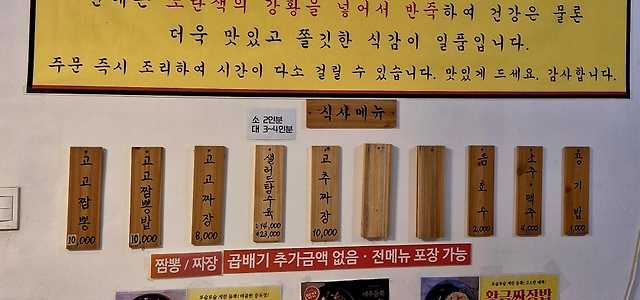 노란색의 강황을 넣어서 반죽하여 건강은 물론
더욱 맛있고 쫄깃한 식감이 일품입니다.
주문 즉시 조리하여 시간이 다소 걸릴 수 있습니다. 맛있게 드세요. 감사합니다.
식사메뉴
소 2인분
대 3~4인분
고고짬뽕
10,000
고고짬뽕밥
10,000
고고짜장
8,000
샐러드탕수육
소14,000
대23,000
고추짜장
10,000
음료수
2,000
소주·맥주
4,000
공기밥
1,000
짬뽕 / 짜장 곱배기 추가금액 없음 · 전메뉴 포장 가능